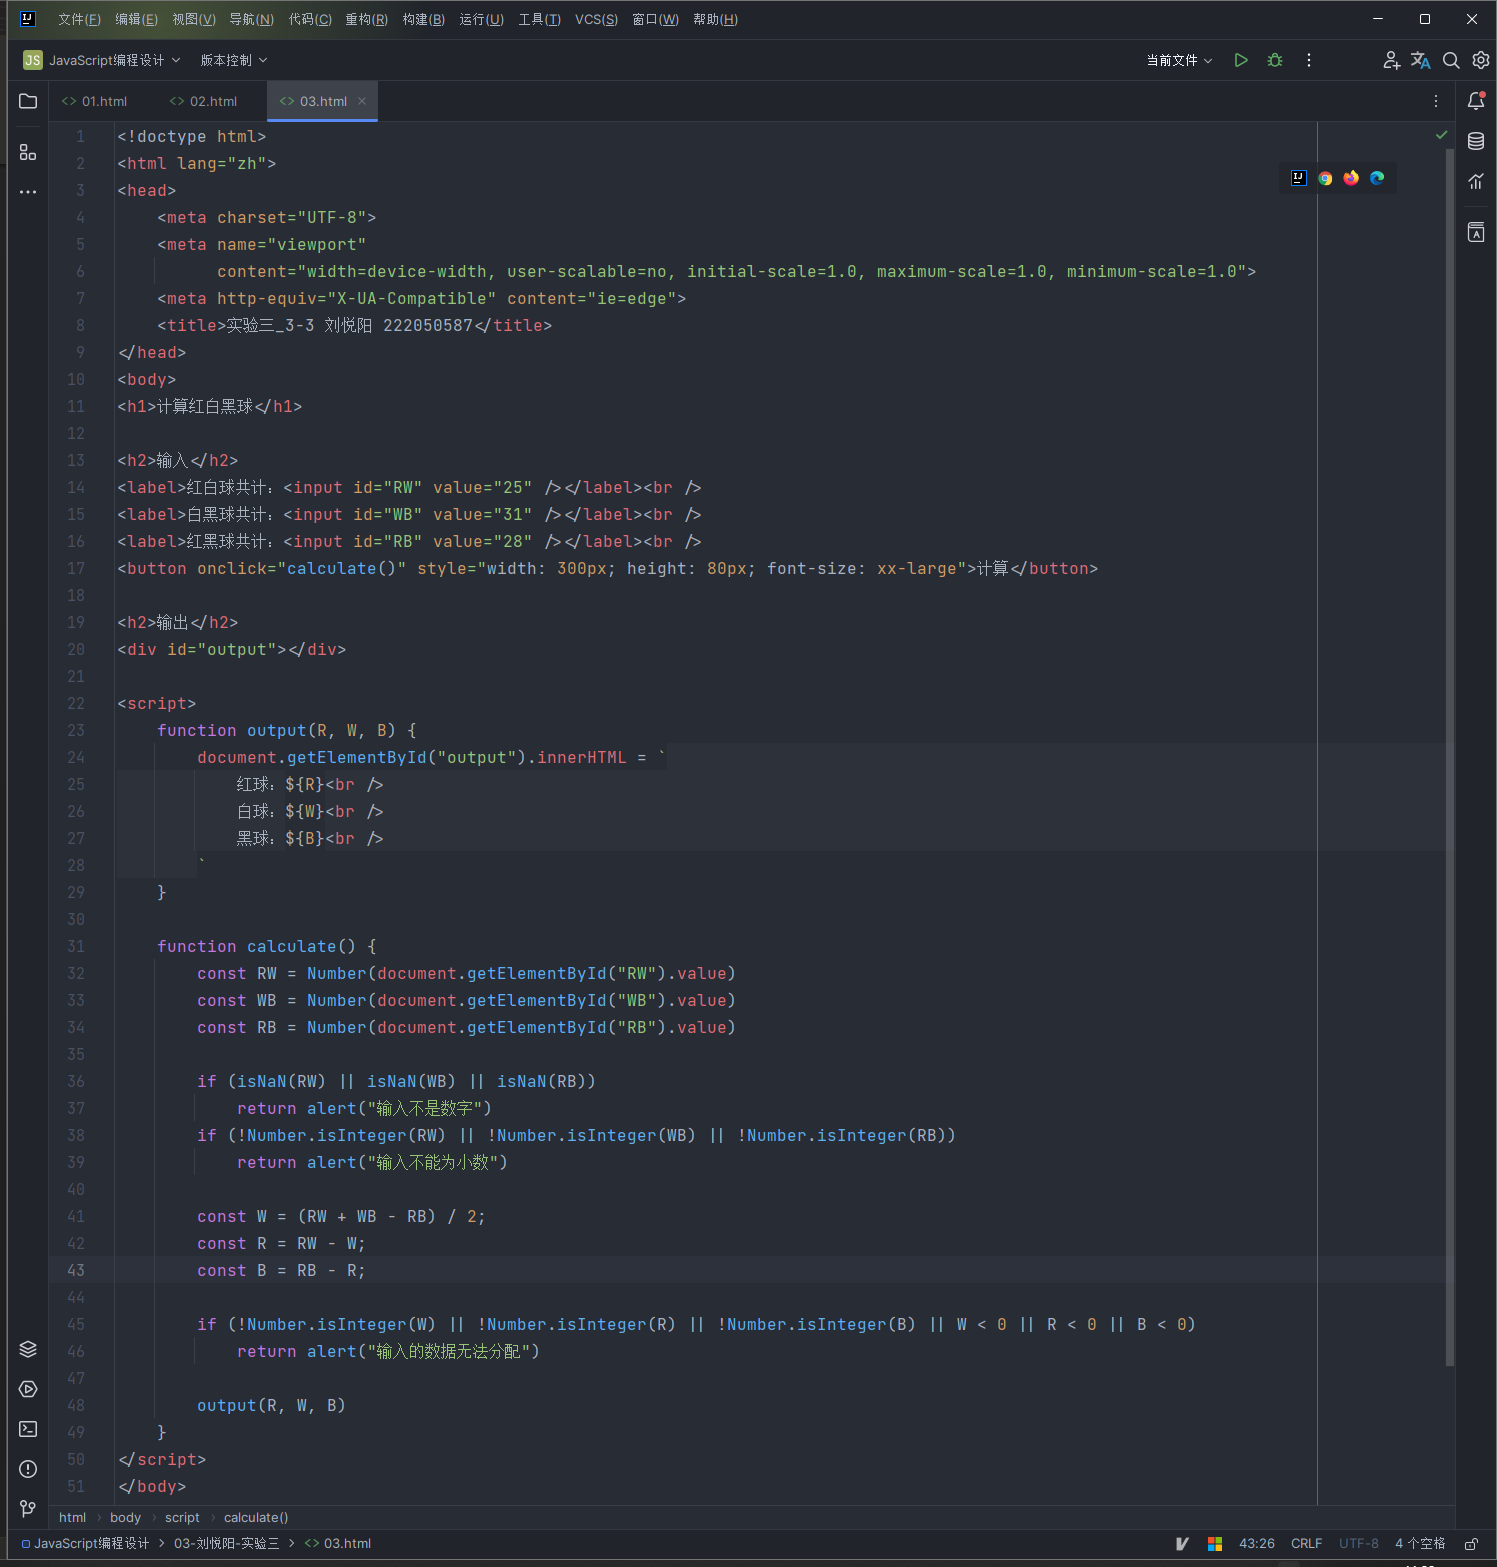 文件(F) 编辑(E) 视图(V) 导航(N) 代码(C) 重构(R) 构建(B) 运行(U) 工具(T) VCS(S) 窗口(W) 帮助(H)
JS JavaScript编程设计 版本控制 当前文件
01.html 02.html 03.html
1 <!doctype html>
2 <html lang="zh">
3 <head>
4     <meta charset="UTF-8">
5     <meta name="viewport"
6           content="width=device-width, user-scalable=no, initial-scale=1.0, maximum-scale=1.0, minimum-scale=1.0">
7     <meta http-equiv="X-UA-Compatible" content="ie=edge">
8     <title>实验三_3-3 刘悦阳 222050587</title>
9 </head>
10 <body>
11 <h1>计算红白黑球</h1>
12
13 <h2>输入</h2>
14 <label>红白球共计：<input id="RW" value="25" /></label><br />
15 <label>白黑球共计：<input id="WB" value="31" /></label><br />
16 <label>红黑球共计：<input id="RB" value="28" /></label><br />
17 <button onclick="calculate()" style="width: 300px; height: 80px; font-size: xx-large">计算</button>
18
19 <h2>输出</h2>
20 <div id="output"></div>
21
22 <script>
23     function output(R, W, B) {
24         document.getElementById("output").innerHTML = `
25             红球：${R}<br />
26             白球：${W}<br />
27             黑球：${B}<br />
28         `
29     }
30
31     function calculate() {
32         const RW = Number(document.getElementById("RW").value)
33         const WB = Number(document.getElementById("WB").value)
34         const RB = Number(document.getElementById("RB").value)
35
36         if (isNaN(RW) || isNaN(WB) || isNaN(RB))
37             return alert("输入不是数字")
38         if (!Number.isInteger(RW) || !Number.isInteger(WB) || !Number.isInteger(RB))
39             return alert("输入不能为小数")
40
41         const W = (RW + WB - RB) / 2;
42         const R = RW - W;
43         const B = RB - R;
44
45         if (!Number.isInteger(W) || !Number.isInteger(R) || !Number.isInteger(B) || W < 0 || R < 0 || B < 0)
46             return alert("输入的数据无法分配")
47
48         output(R, W, B)
49     }
50 </script>
51 </body>
html › body › script › calculate()
JavaScript编程设计 > 03-刘悦阳-实验三 > 03.html 43:26 CRLF UTF-8 4 个空格